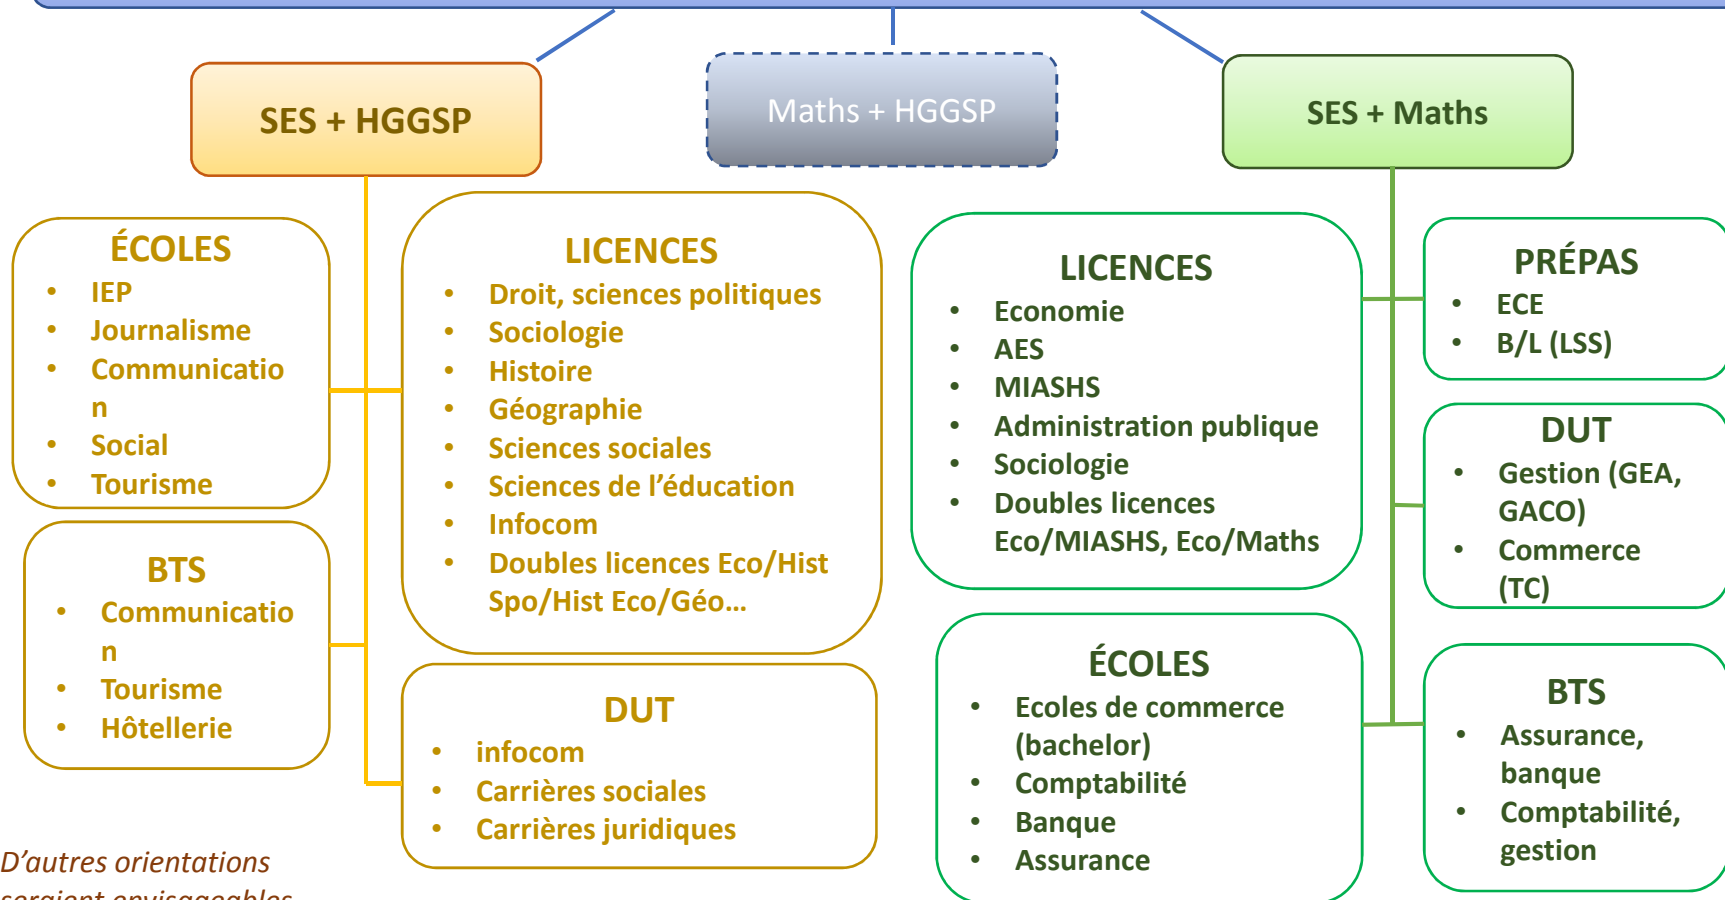 SES + HGGSP
Maths + HGGSP
SES + Maths
ÉCOLES
• IEP
• Journalisme
• Communicatio
n
• Social
• Tourisme
LICENCES
• Droit, sciences politiques
• Sociologie
• Histoire
• Géographie
• Sciences sociales
• Sciences de l’éducation
• Infocom
• Doubles licences Eco/Hist
Spo/Hist Eco/Géo…
BTS
• Communicatio
n
• Tourisme
• Hôtellerie
DUT
• infocom
• Carrières sociales
• Carrières juridiques
LICENCES
• Economie
• AES
• MIASHS
• Administration publique
• Sociologie
• Doubles licences
Eco/MIASHS, Eco/Maths
PRÉPAS
• ECE
• B/L (LSS)
DUT
• Gestion (GEA,
GACO)
• Commerce
(TC)
ÉCOLES
• Ecoles de commerce
(bachelor)
• Comptabilité
• Banque
• Assurance
BTS
• Assurance,
banque
• Comptabilité,
gestion
D’autres orientations
seraient envisageables